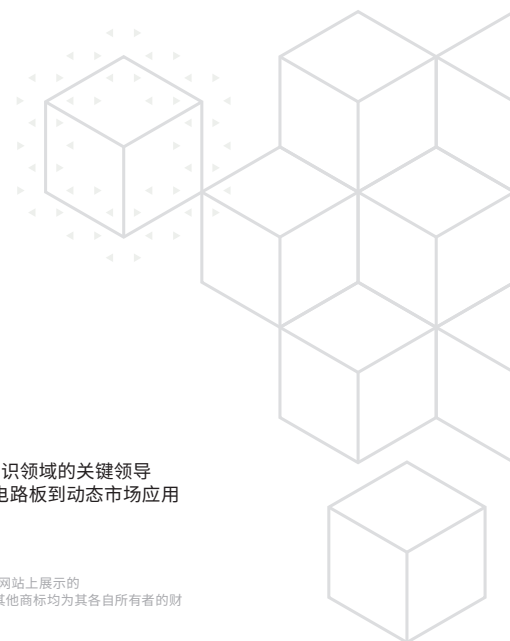 识领域的关键领导
电路板到动态市场应用
网站上展示的
其他商标均为其各自所有者的财